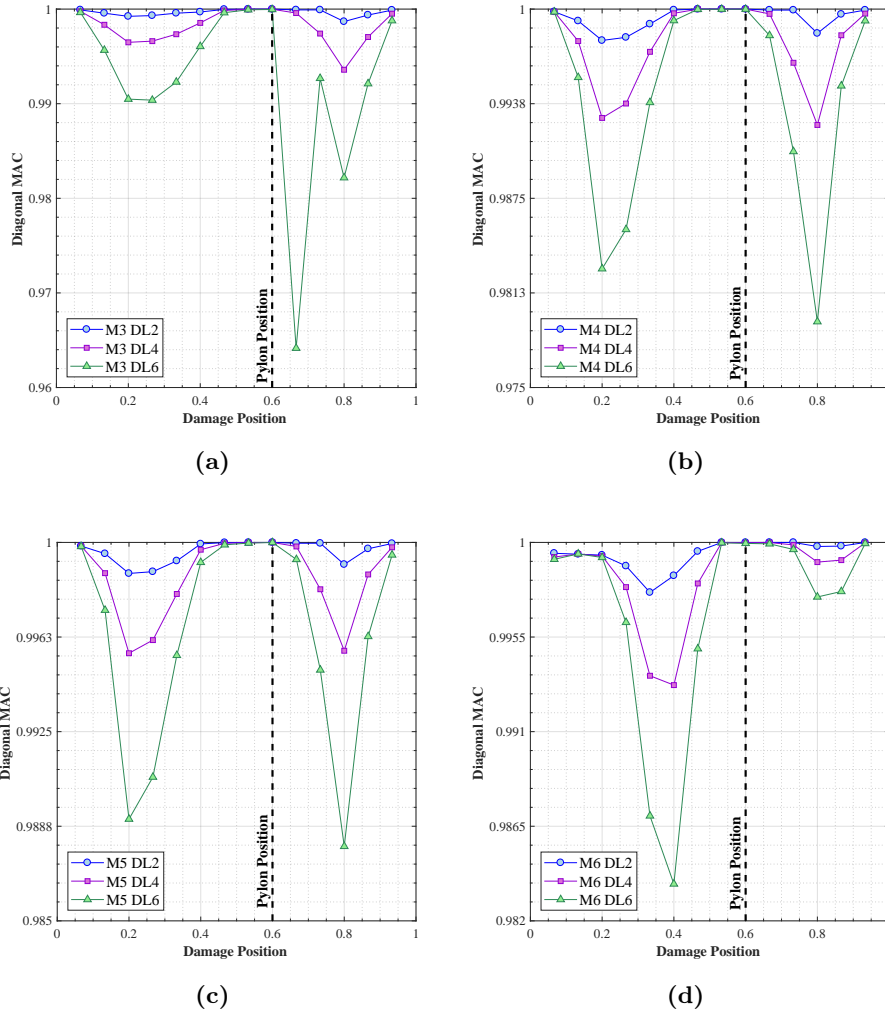 1
0.99
0.98
0.97
0.96
Diagonal MAC
M3 DL2
M3 DL4
M3 DL6
Pylon Position
0
0.2
0.4
0.6
0.8
1
Damage Position
(a)
1
0.9938
0.9875
0.9813
0.975
Diagonal MAC
M4 DL2
M4 DL4
M4 DL6
Pylon Position
0
0.2
0.4
0.6
0.8
Damage Position
(b)
1
0.9963
0.9925
0.9888
0.985
Diagonal MAC
M5 DL2
M5 DL4
M5 DL6
Pylon Position
0
0.2
0.4
0.6
0.8
1
Damage Position
(c)
1
0.9955
0.991
0.9865
0.982
Diagonal MAC
M6 DL2
M6 DL4
M6 DL6
Pylon Position
0
0.2
0.4
0.6
0.8
Damage Position
(d)